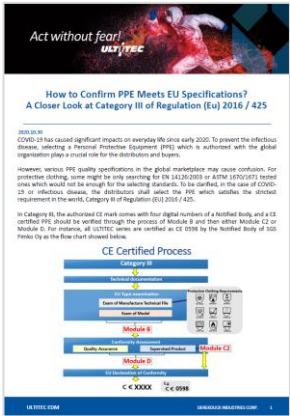 Act without fear!
ULTITEC
How to Confirm PPE Meets EU Specifications?
A Closer Look at Category III of Regulation (Eu) 2016 / 425
2020.10.30
COVID-19 has caused significant impacts on everyday life since early 2020. To prevent the infectious
disease, selecting a Personal Protective Equipment (PPE) which is authorized with the global
organization plays a crucial role for the distributors and buyers.
However, various PPE quality specifications in the global marketplace may cause confusion. For
protective clothing, some might be only searching for EN 14126:2003 or ASTM 1670/1671 tested
ones which would not be enough for the selecting standards. To be clarified, in the case of COVID-
19 or infectious disease, the distributors shall select the PPE which satisfies the strictest
requirement in the world, Category III of Regulation (EU) 2016 / 425.
In Category III, the authorized CE mark comes with four digital numbers of Notified Body, and a CE
certified PPE should be verified through the process of Module B and then either Module C2 or
Module D. For instance, all ULTITEC series are certified as CE 0598 by the Notified Body of SGS
Fimko Oy as the flow chart showed below.
CE Certified Process
Category III
Technical documentation
EU Type examination
Protective Clothing Requirements
Exam of Manufacture Technical File
Exam of Model
Module B
Conformity Assessment
Quality Assurance
Supervised Product
Module C2
Module D
EU Declaration of Conformity
CE XXXX
CE 0598
ULTITEC.COM
DEREKDUCK INDUSTRIES CORP.
1